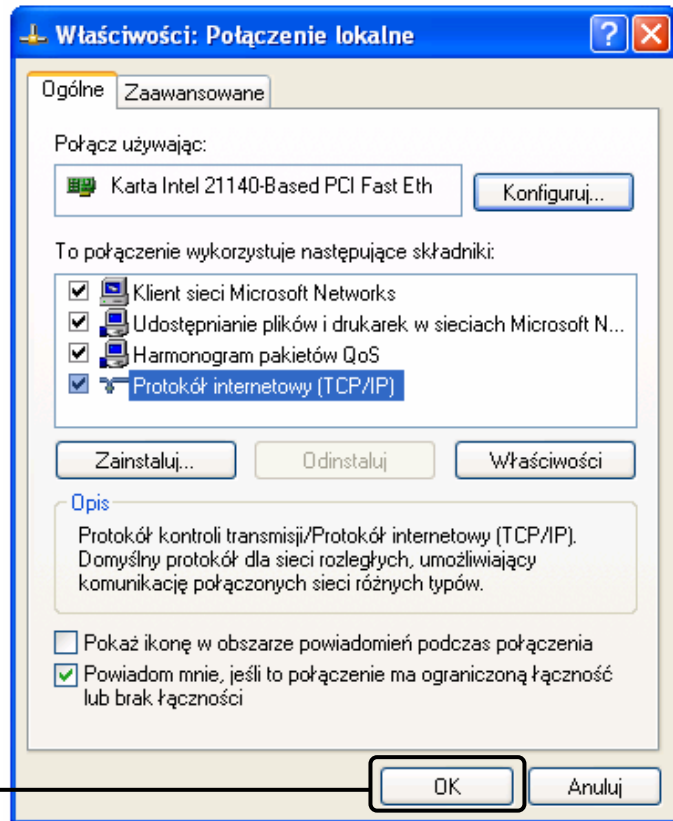 Właściwości: Połączenie lokalne
Ogólne Zaawansowane
Połącz używając:
Karta Intel 21140-Based PCI Fast Eth Konfiguruj...
To połączenie wykorzystuje następujące składniki:
Klient sieci Microsoft Networks
Udostępnianie plików i drukarek w sieciach Microsoft N...
Harmonogram pakietów QoS
Protokół internetowy (TCP/IP)
Zainstaluj... Odinstaluj Właściwości
Opis
Protokół kontroli transmisji/Protokół internetowy (TCP/IP).
Domyślny protokół dla sieci rozległych, umożliwiający
komunikację połączonych sieci różnych typów.
Pokaż ikonę w obszarze powiadomień podczas połączenia
Powiadom mnie, jeśli to połączenie ma ograniczoną łączność
lub brak łączności
OK Anuluj